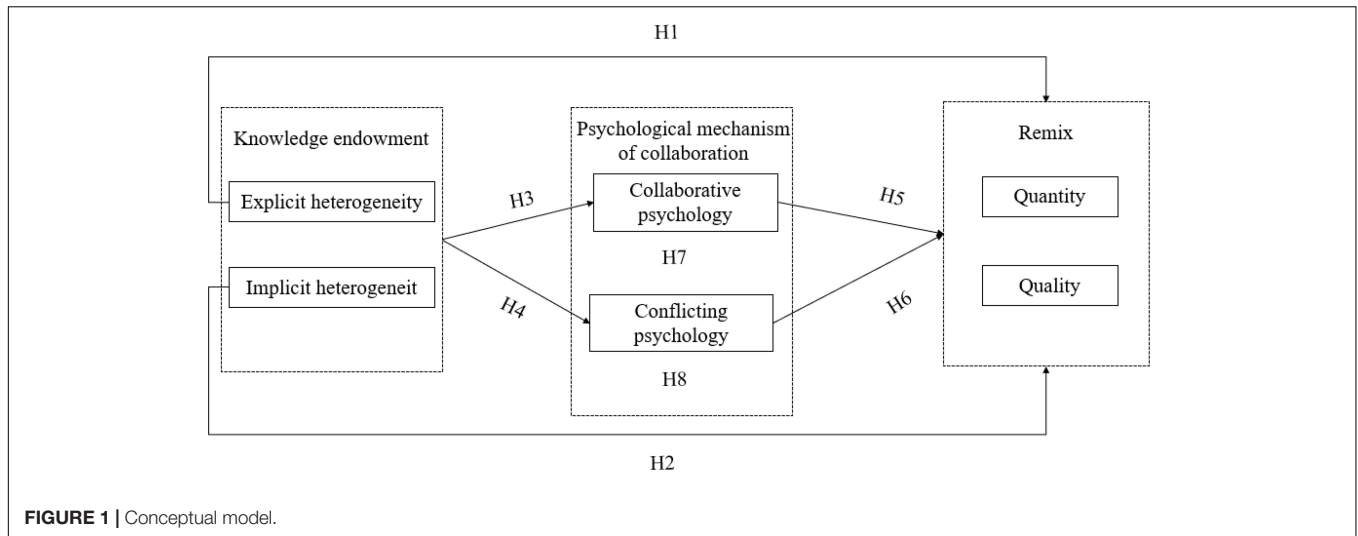 H1
Knowledge endowment
Explicit heterogeneity
Implicit heterogeneit
H3
H4
Psychological mechanism
of collaboration
Collaborative
psychology
H7
Conflicting
psychology
H8
H5
H6
Remix
Quantity
Quality
H2
FIGURE 1 | Conceptual model.